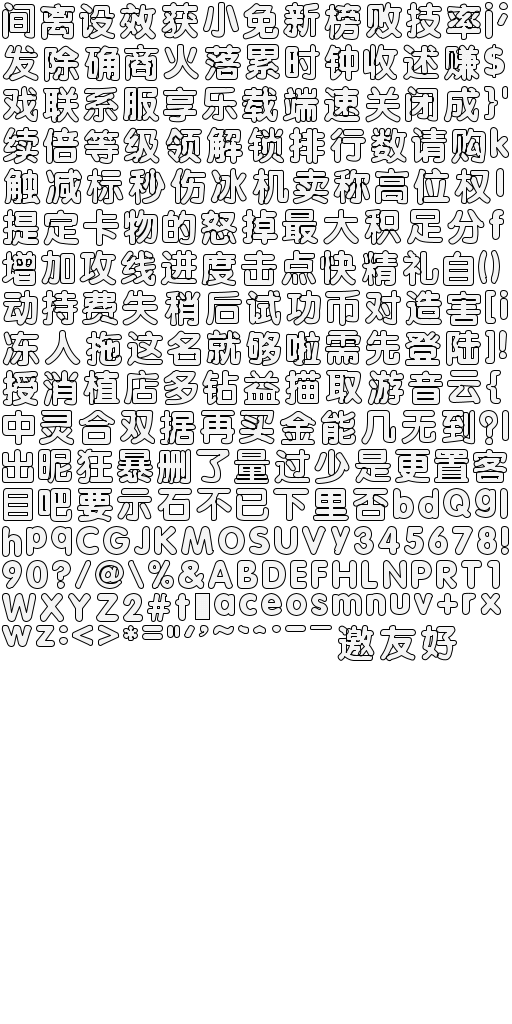 间离设效获小兔新榜败技率j'
发除确商火落累时钟收述赚$
戏联系服享乐载端速关闭成}'
续倍等级领解锁排行数请购k
触减标秒伤冰机卖称高位权l
提定卡物的怒掉最大积足分f
增加攻线进度击点快精礼自()
动持费失稍后试功币对造害[i
冻人拖这名就够啦需先登陆]!
授消植店多钻益描取游音云{
中灵合双据再买金能几无到?I
出昵狂暴删了量过少是更置客
目吧要示石不已下里否bdQg|
hpqCGJKMOSUVy345678!
90?/@\%&ABDEFHLNPRT1
WXYZ2#t aceosmnuv+rx
wz:<>*="'’~`^˙¯¯邀友好